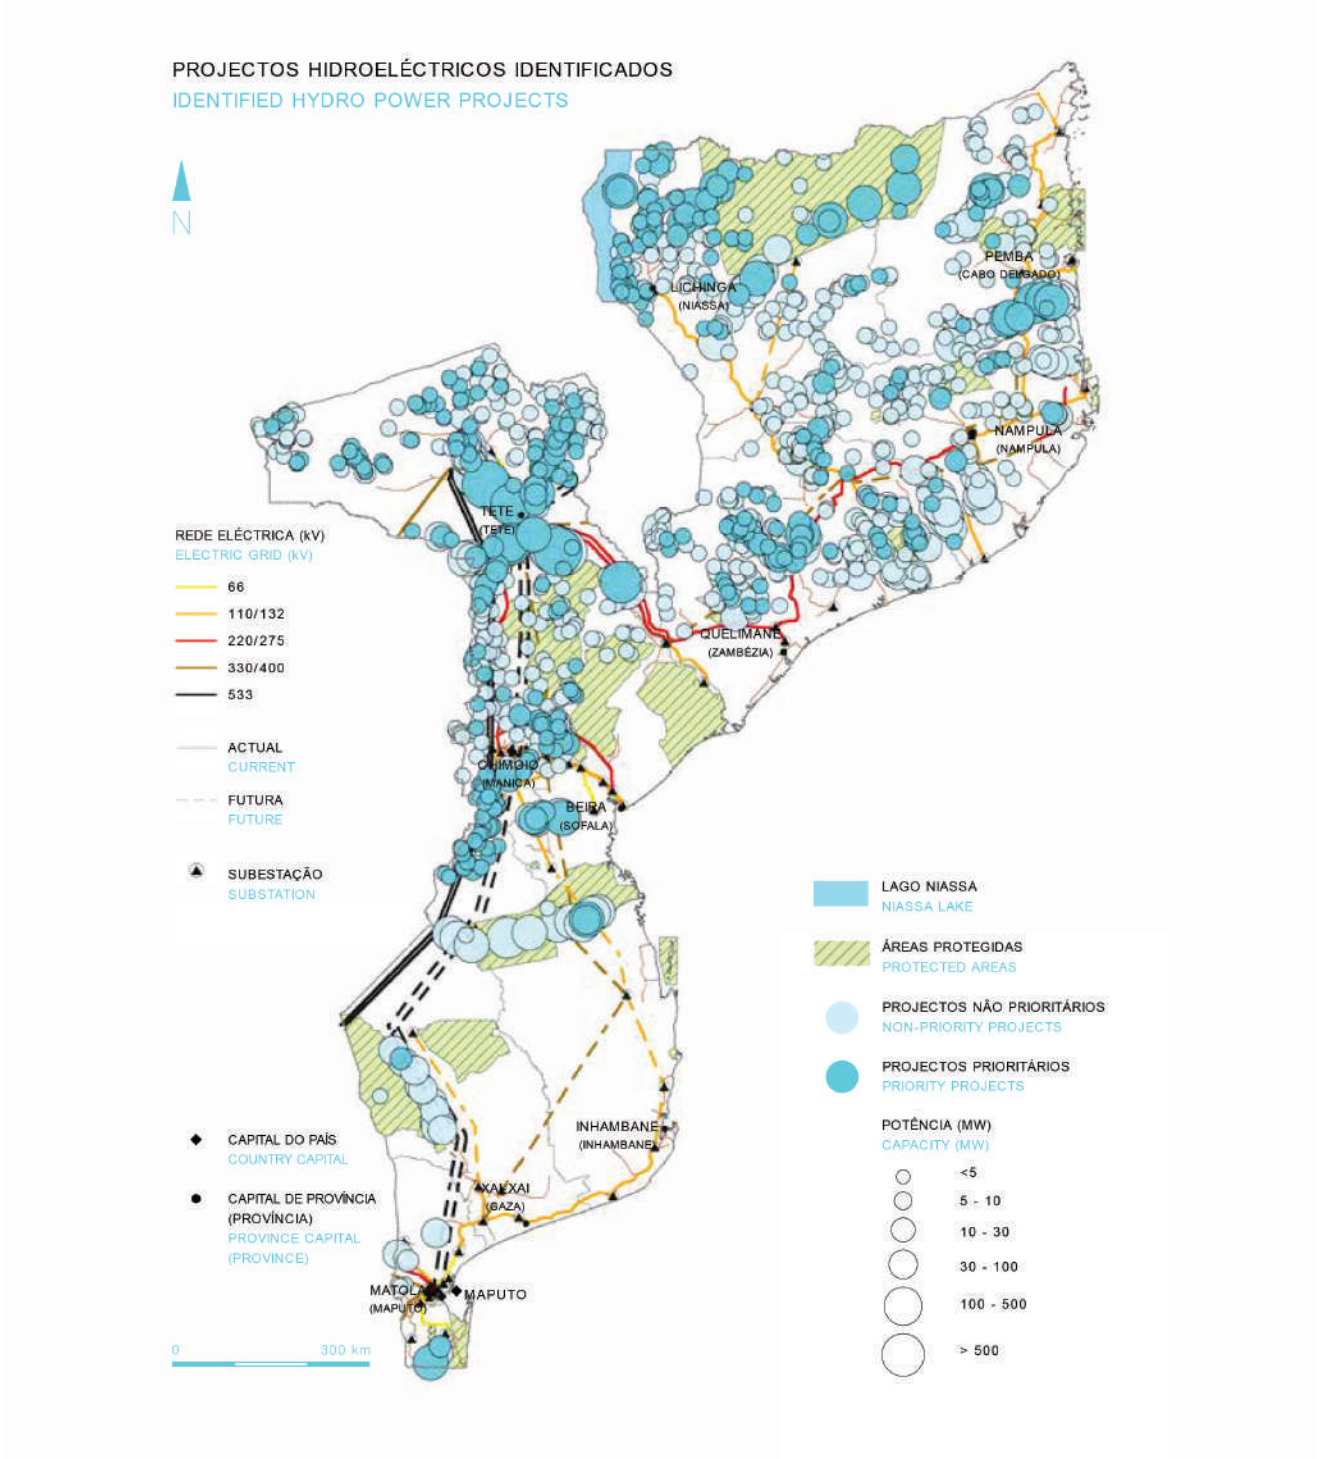 PROJECTOS HIDROELÉCTRICOS IDENTIFICADOS
IDENTIFIED HYDRO POWER PROJECTS
N
PEMBA
(CABO DELGADO)
LICHINGA
(NIASSA)
NAMPULA
(NAMPULA)
TETE
(TETE)
QUELIMANE
(ZAMBÉZIA)
CHIMOIO
(MANICA)
BEIRA
(SOFALA)
INHAMBANE
(INHAMBANE)
XAI-XAI
(GAZA)
MATOLA
(MAPUTO)
MAPUTO
REDE ELÉCTRICA (kV)
ELECTRIC GRID (kV)
66
110/132
220/275
330/400
533
ACTUAL
CURRENT
FUTURA
FUTURE
SUBESTAÇÃO
SUBSTATION
CAPITAL DO PAÍS
COUNTRY CAPITAL
CAPITAL DE PROVÍNCIA
(PROVÍNCIA)
PROVINCE CAPITAL
(PROVINCE)
0 300 km
LAGO NIASSA
NIASSA LAKE
ÁREAS PROTEGIDAS
PROTECTED AREAS
PROJECTOS NÃO PRIORITÁRIOS
NON-PRIORITY PROJECTS
PROJECTOS PRIORITÁRIOS
PRIORITY PROJECTS
POTÊNCIA (MW)
CAPACITY (MW)
<5
5 - 10
10 - 30
30 - 100
100 - 500
> 500